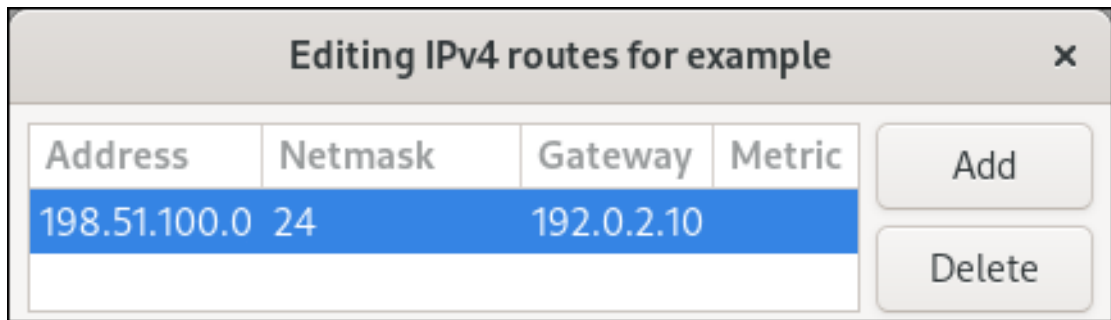 Editing IPv4 routes for example ×
Address Netmask Gateway Metric
198.51.100.0 24 192.0.2.10
Add
Delete